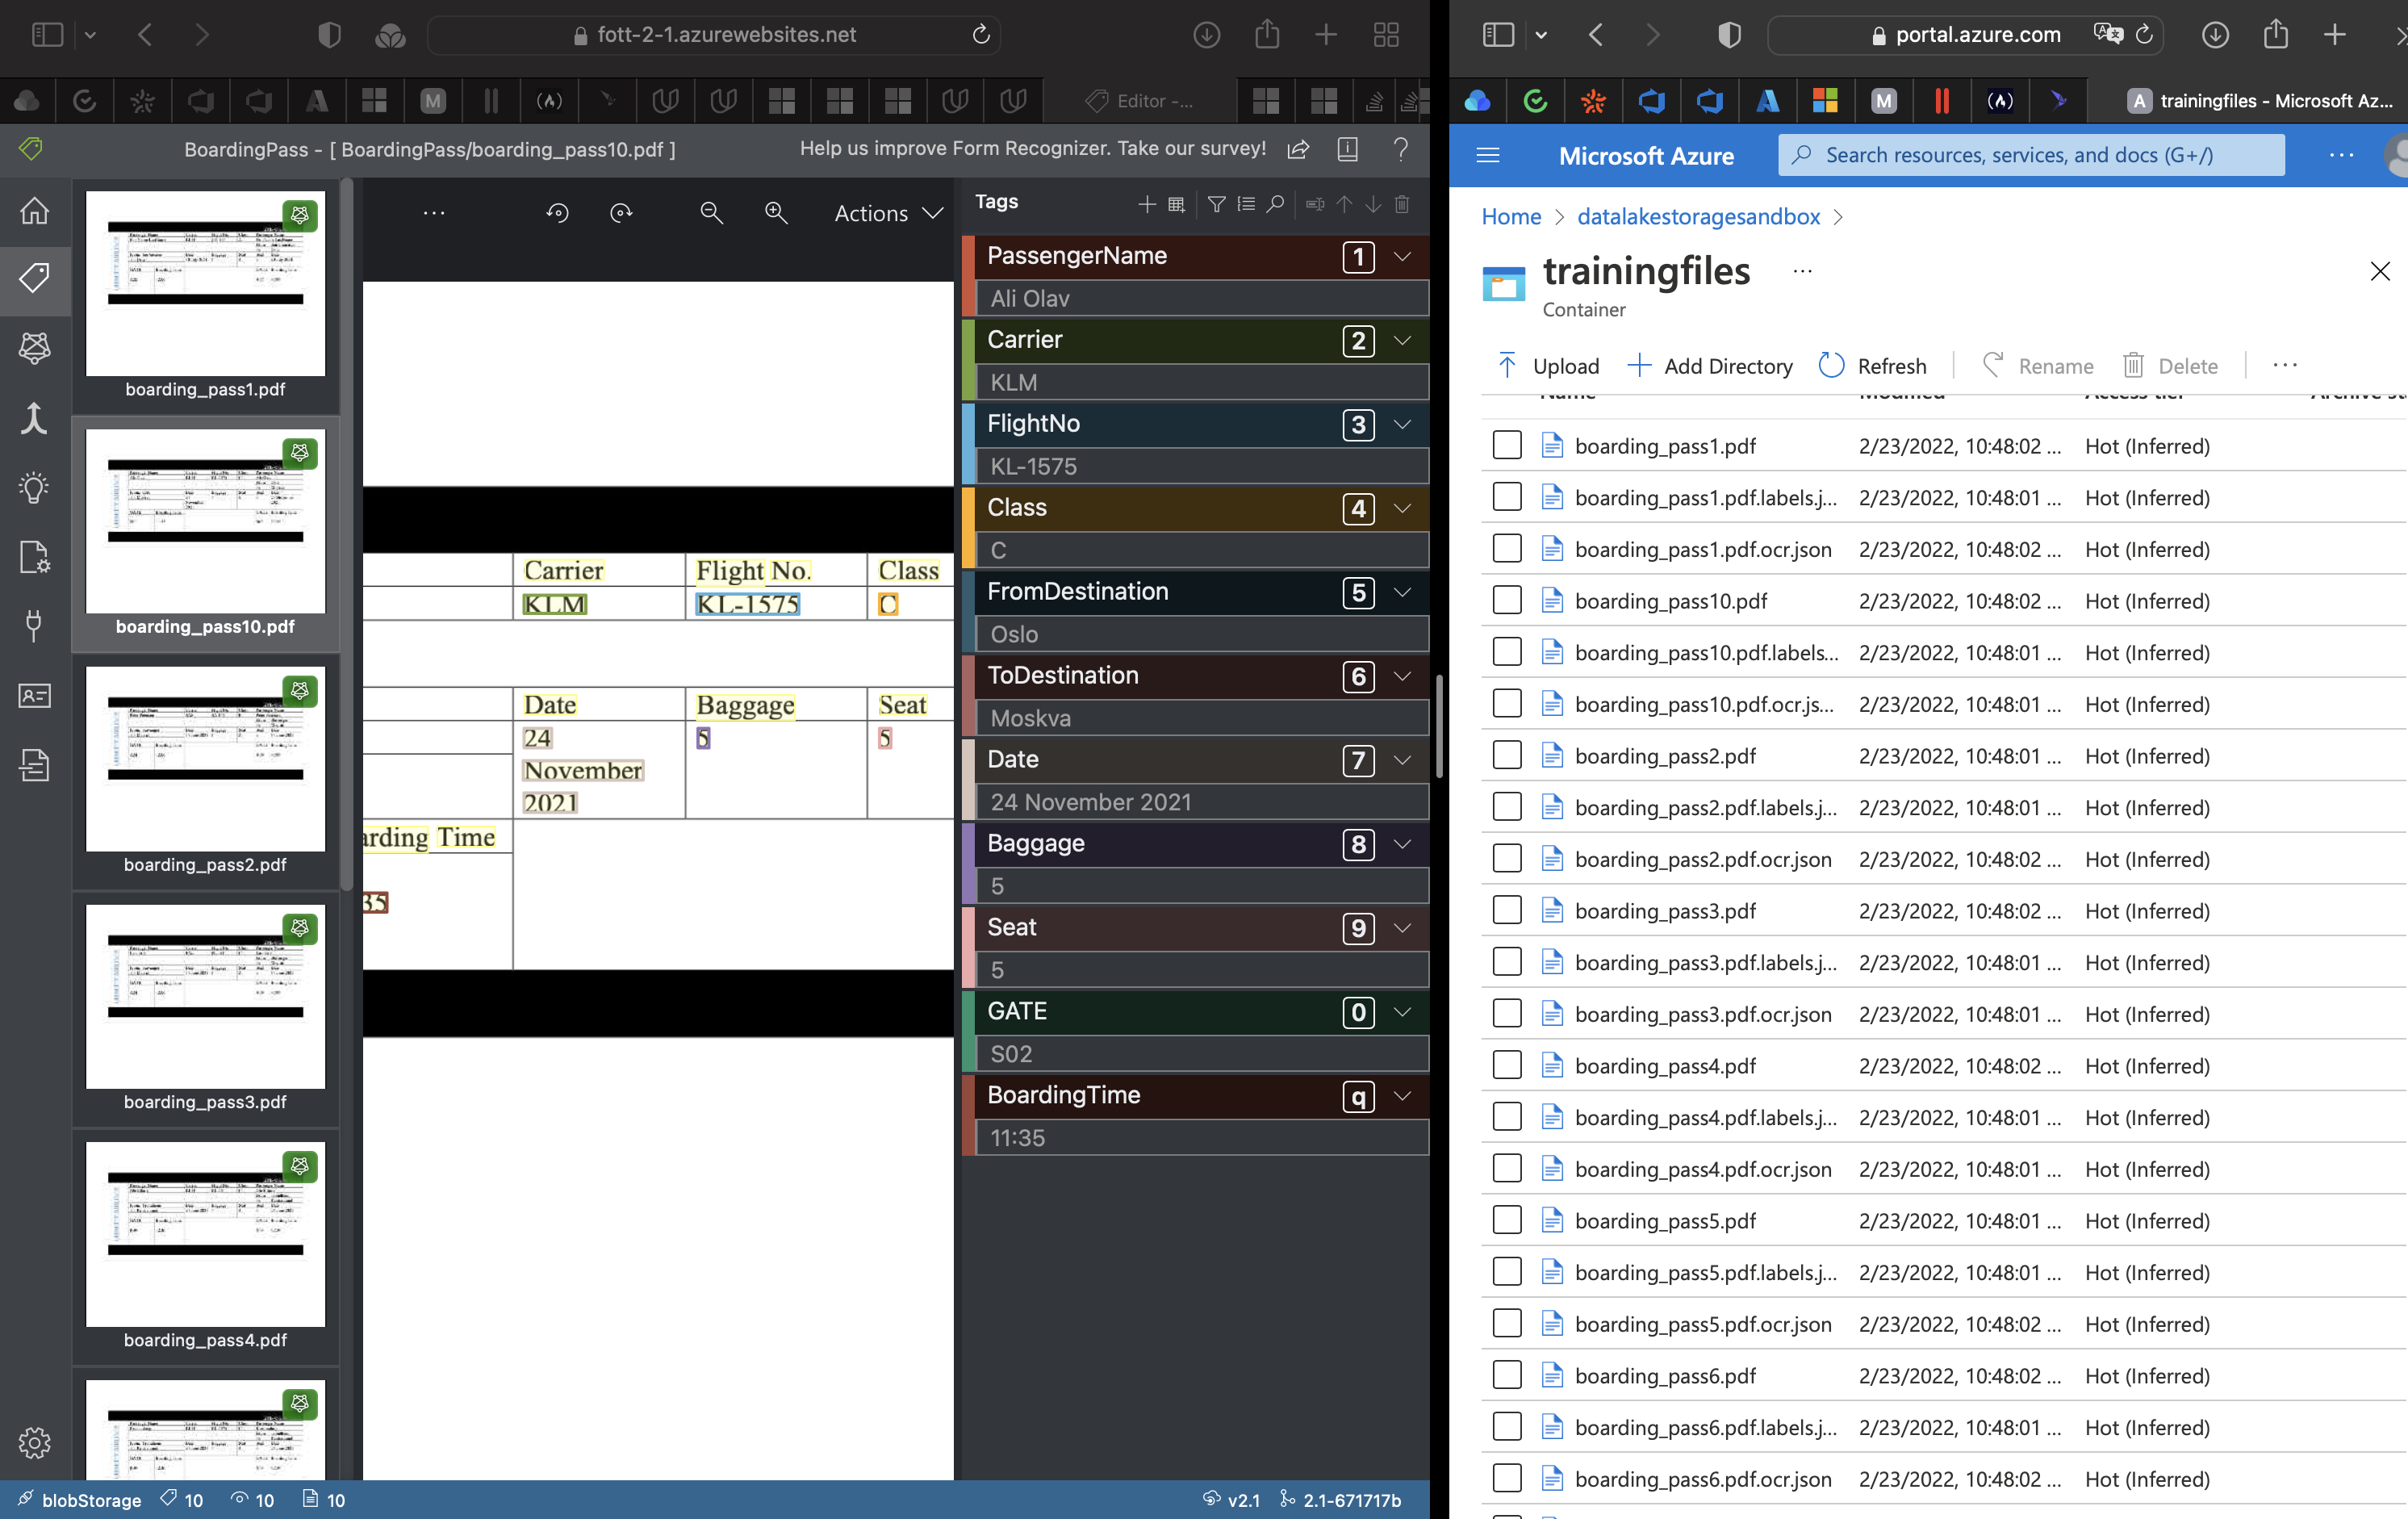 fott-2-1.azurewebsites.net
Editor -...
BoardingPass - [ BoardingPass/boarding_pass10.pdf ]
Help us improve Form Recognizer. Take our survey!
boarding_pass1.pdf
boarding_pass10.pdf
boarding_pass2.pdf
boarding_pass3.pdf
boarding_pass4.pdf
Actions
Carrier Flight No. Class
KLM KL-1575 C
Date Baggage Seat
24 5 5
November
2021
arding Time
35
Tags
PassengerName 1
Ali Olav
Carrier 2
KLM
FlightNo 3
KL-1575
Class 4
C
FromDestination 5
Oslo
ToDestination 6
Moskva
Date 7
24 November 2021
Baggage 8
5
Seat 9
5
GATE 0
S02
BoardingTime q
11:35
blobStorage 10 10 10
v2.1 2.1-671717b
portal.azure.com
trainingfiles - Microsoft Az...
Microsoft Azure
Search resources, services, and docs (G+/)
Home > datalakestoragesandbox >
trainingfiles ...
Container
Upload Add Directory Refresh Rename Delete ...
Name Modified Access tier
boarding_pass1.pdf 2/23/2022, 10:48:02 ... Hot (Inferred)
boarding_pass1.pdf.labels.j... 2/23/2022, 10:48:01 ... Hot (Inferred)
boarding_pass1.pdf.ocr.json 2/23/2022, 10:48:02 ... Hot (Inferred)
boarding_pass10.pdf 2/23/2022, 10:48:02 ... Hot (Inferred)
boarding_pass10.pdf.labels... 2/23/2022, 10:48:01 ... Hot (Inferred)
boarding_pass10.pdf.ocr.js... 2/23/2022, 10:48:01 ... Hot (Inferred)
boarding_pass2.pdf 2/23/2022, 10:48:01 ... Hot (Inferred)
boarding_pass2.pdf.labels.j... 2/23/2022, 10:48:01 ... Hot (Inferred)
boarding_pass2.pdf.ocr.json 2/23/2022, 10:48:02 ... Hot (Inferred)
boarding_pass3.pdf 2/23/2022, 10:48:02 ... Hot (Inferred)
boarding_pass3.pdf.labels.j... 2/23/2022, 10:48:01 ... Hot (Inferred)
boarding_pass3.pdf.ocr.json 2/23/2022, 10:48:01 ... Hot (Inferred)
boarding_pass4.pdf 2/23/2022, 10:48:02 ... Hot (Inferred)
boarding_pass4.pdf.labels.j... 2/23/2022, 10:48:01 ... Hot (Inferred)
boarding_pass4.pdf.ocr.json 2/23/2022, 10:48:01 ... Hot (Inferred)
boarding_pass5.pdf 2/23/2022, 10:48:01 ... Hot (Inferred)
boarding_pass5.pdf.labels.j... 2/23/2022, 10:48:01 ... Hot (Inferred)
boarding_pass5.pdf.ocr.json 2/23/2022, 10:48:02 ... Hot (Inferred)
boarding_pass6.pdf 2/23/2022, 10:48:02 ... Hot (Inferred)
boarding_pass6.pdf.labels.j... 2/23/2022, 10:48:01 ... Hot (Inferred)
boarding_pass6.pdf.ocr.json 2/23/2022, 10:48:02 ... Hot (Inferred)